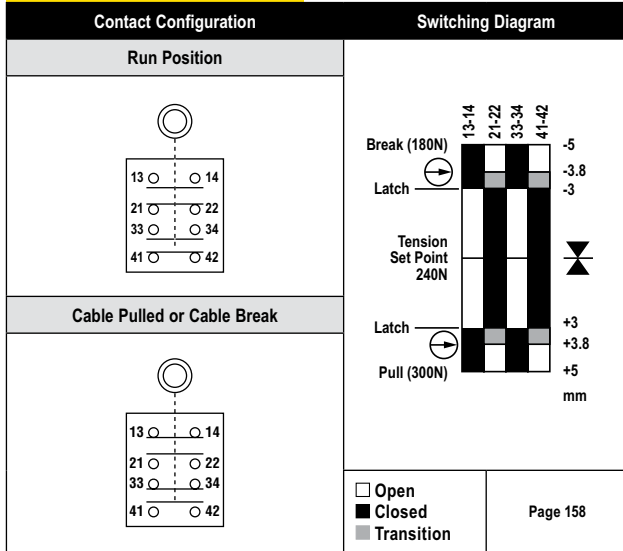 Contact Configuration
Switching Diagram
Run Position
13 14
21 22
33 34
41 42
Cable Pulled or Cable Break
13 14
21 22
33 34
41 42
13-14 21-22 33-34 41-42
Break (180N) -5
-3.8
Latch -3
Tension
Set Point
240N
Latch +3
+3.8
Pull (300N) +5
mm
Open
Closed
Transition
Page 158